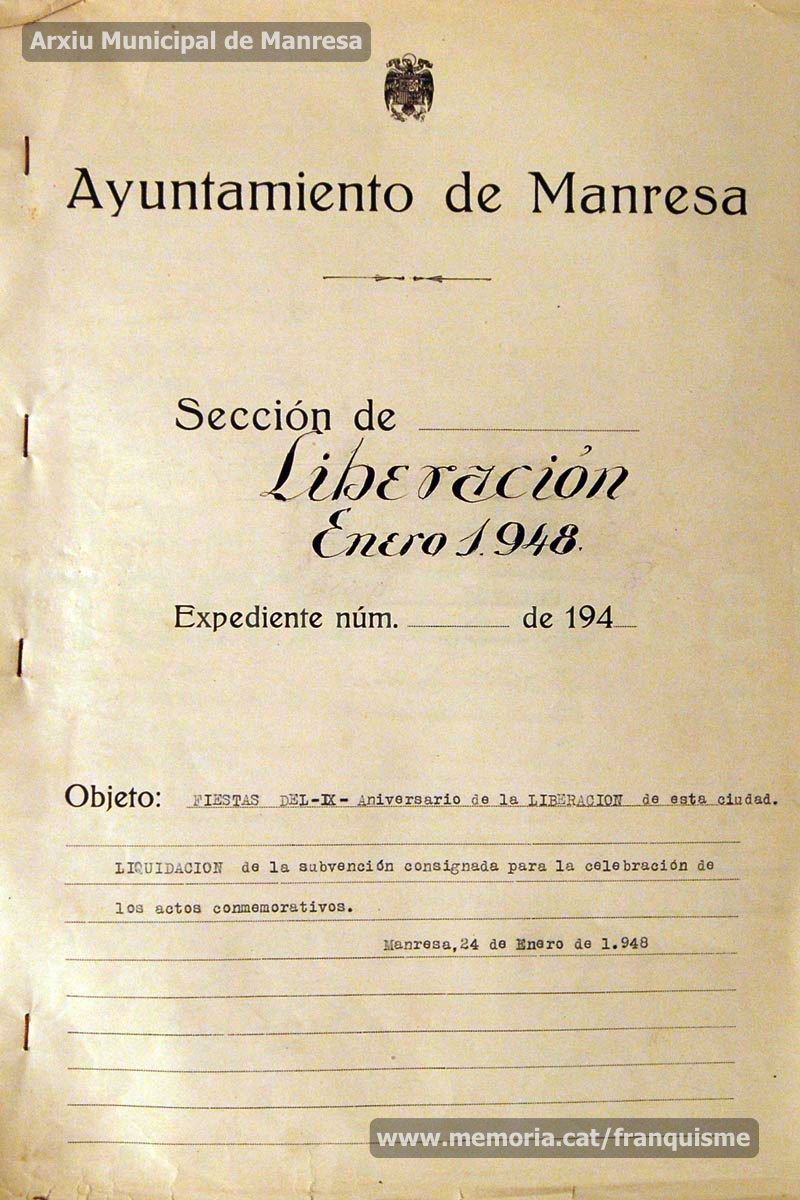 Arxiu Municipal de Manresa
Ayuntamiento de Manresa
Sección de
Liberación
Enero 1.948.
Expediente núm. de 194
Objeto: FIESTAS DEL-IX- Aniversario de la LIBERACION de esta ciudad.
LIQUIDACION de la subvención consignada para la celebración de
los actos conmemorativos.
Manresa,24 de Enero de 1.948
www.memoria.cat/franquisme